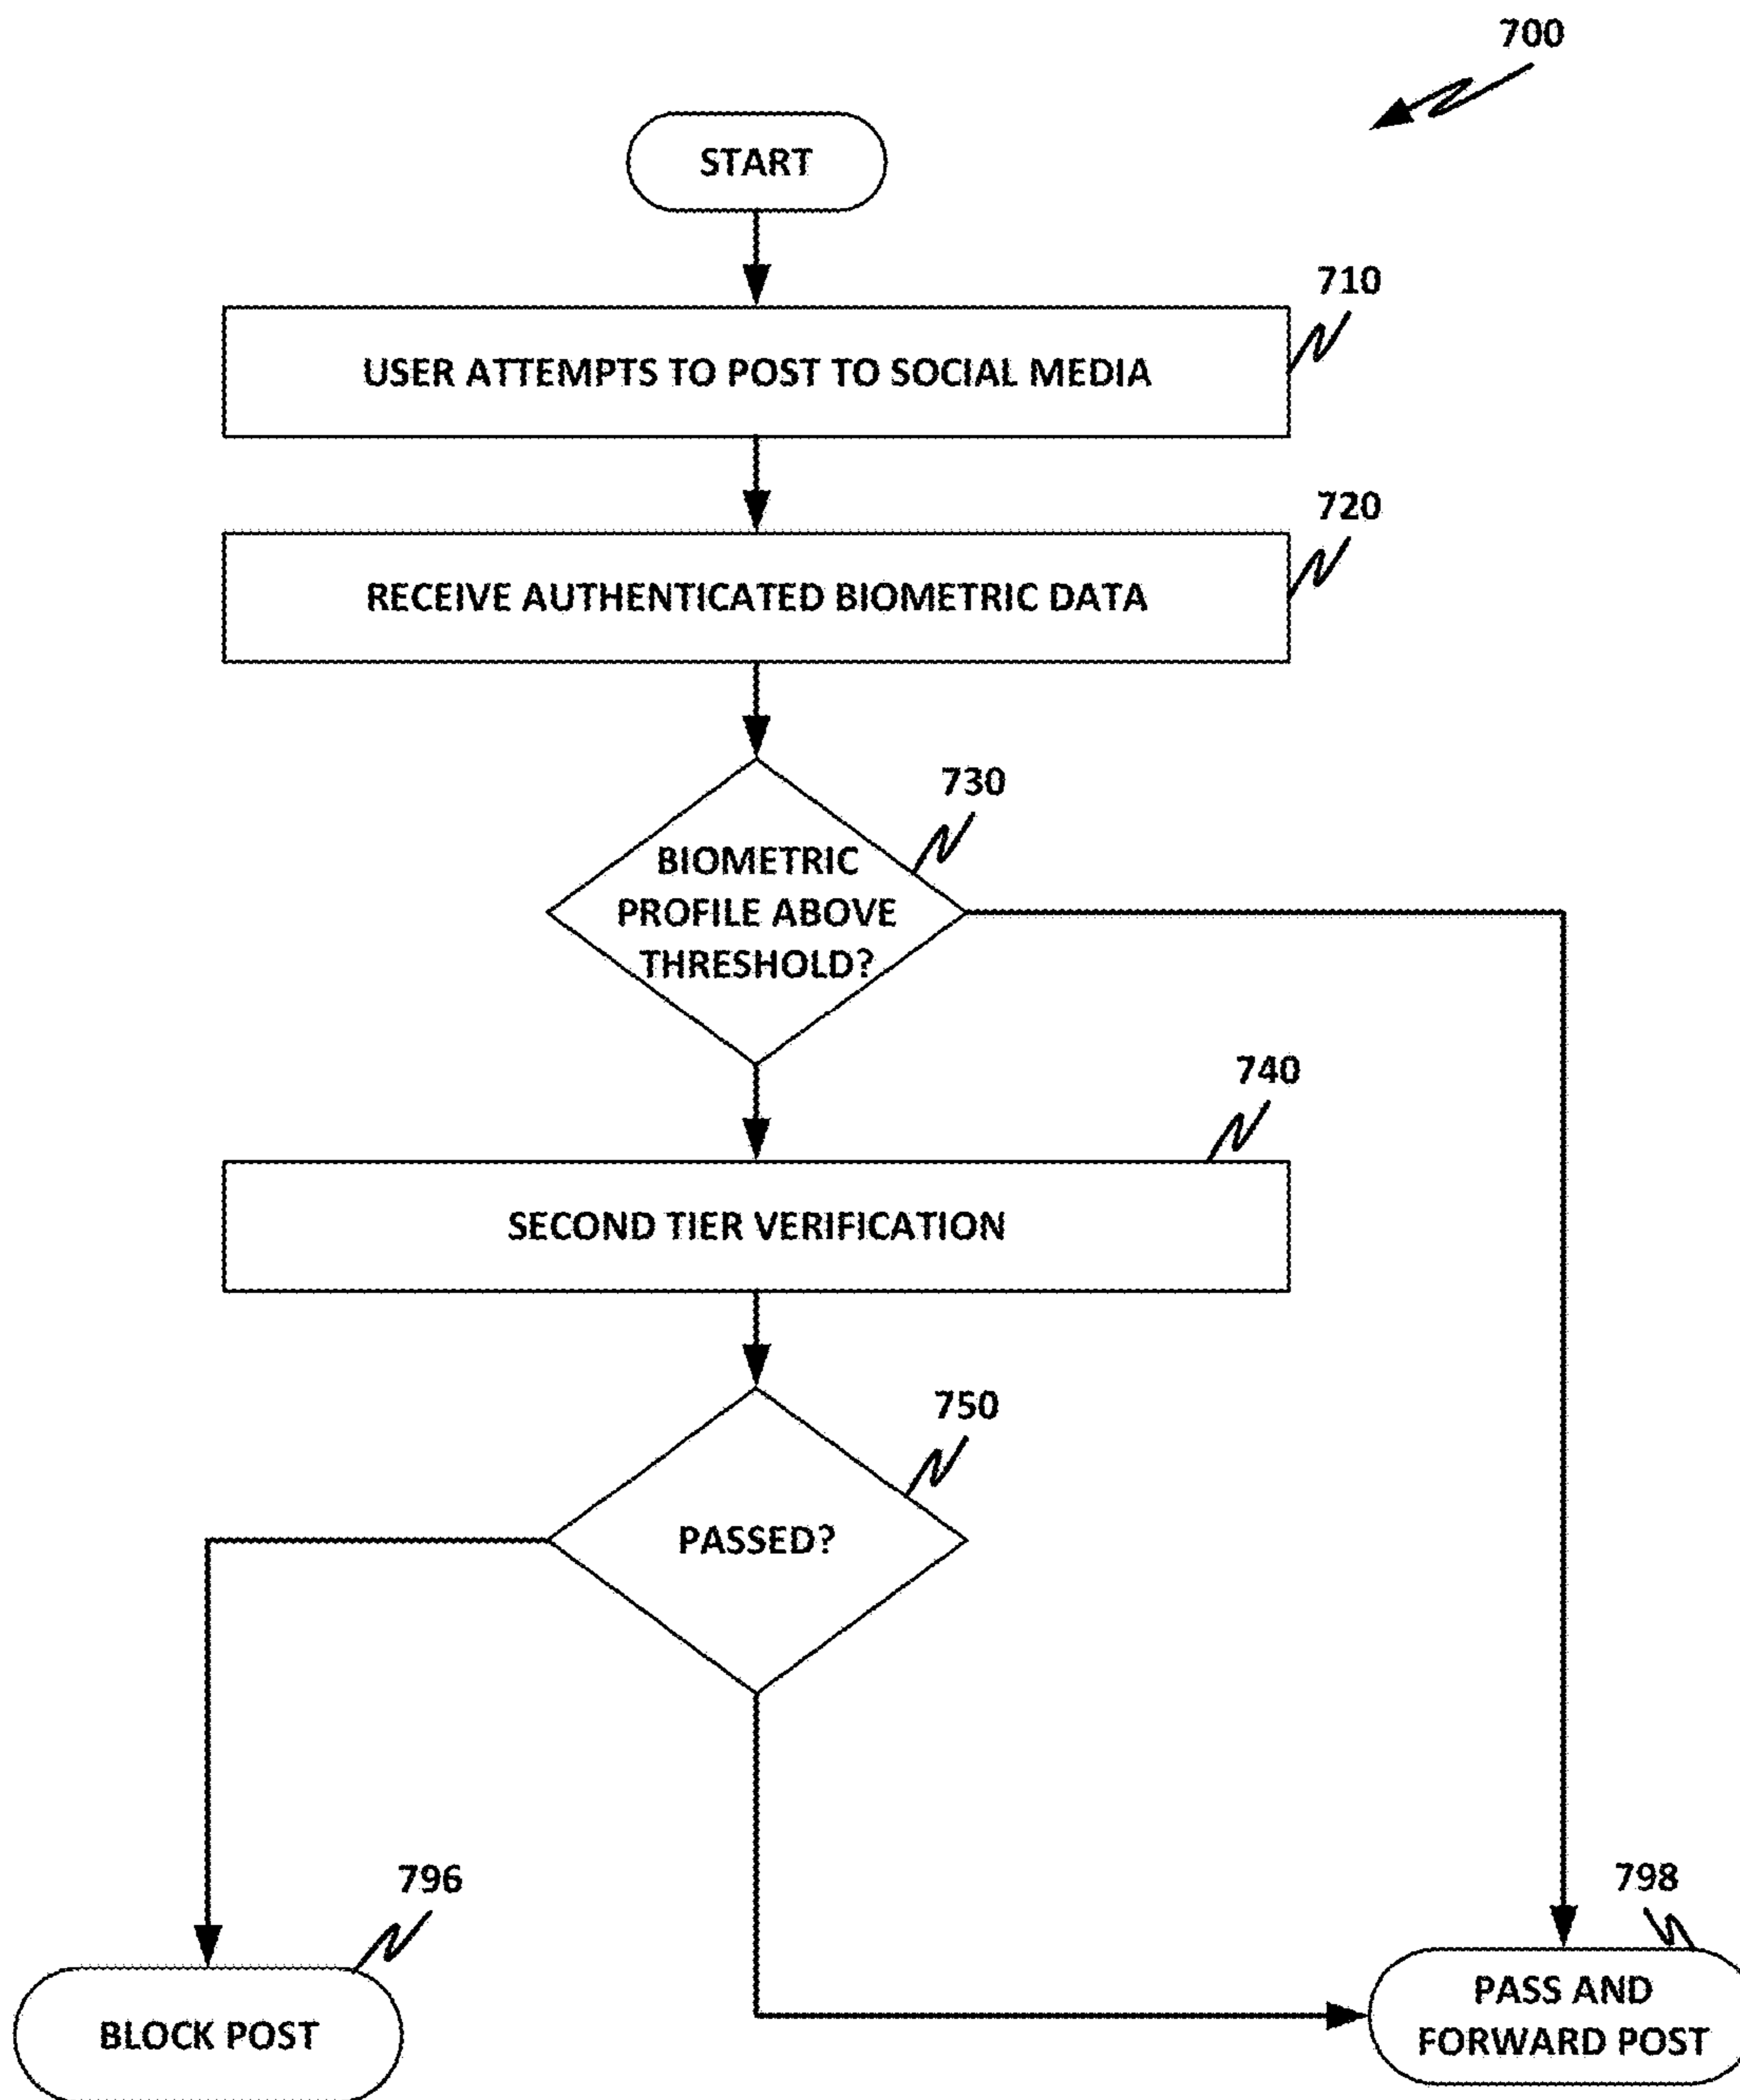 700
START
710
USER ATTEMPTS TO POST TO SOCIAL MEDIA
720
RECEIVE AUTHENTICATED BIOMETRIC DATA
730
BIOMETRIC
PROFILE ABOVE
THRESHOLD?
740
SECOND TIER VERIFICATION
750
PASSED?
796
BLOCK POST
798
PASS AND
FORWARD POST